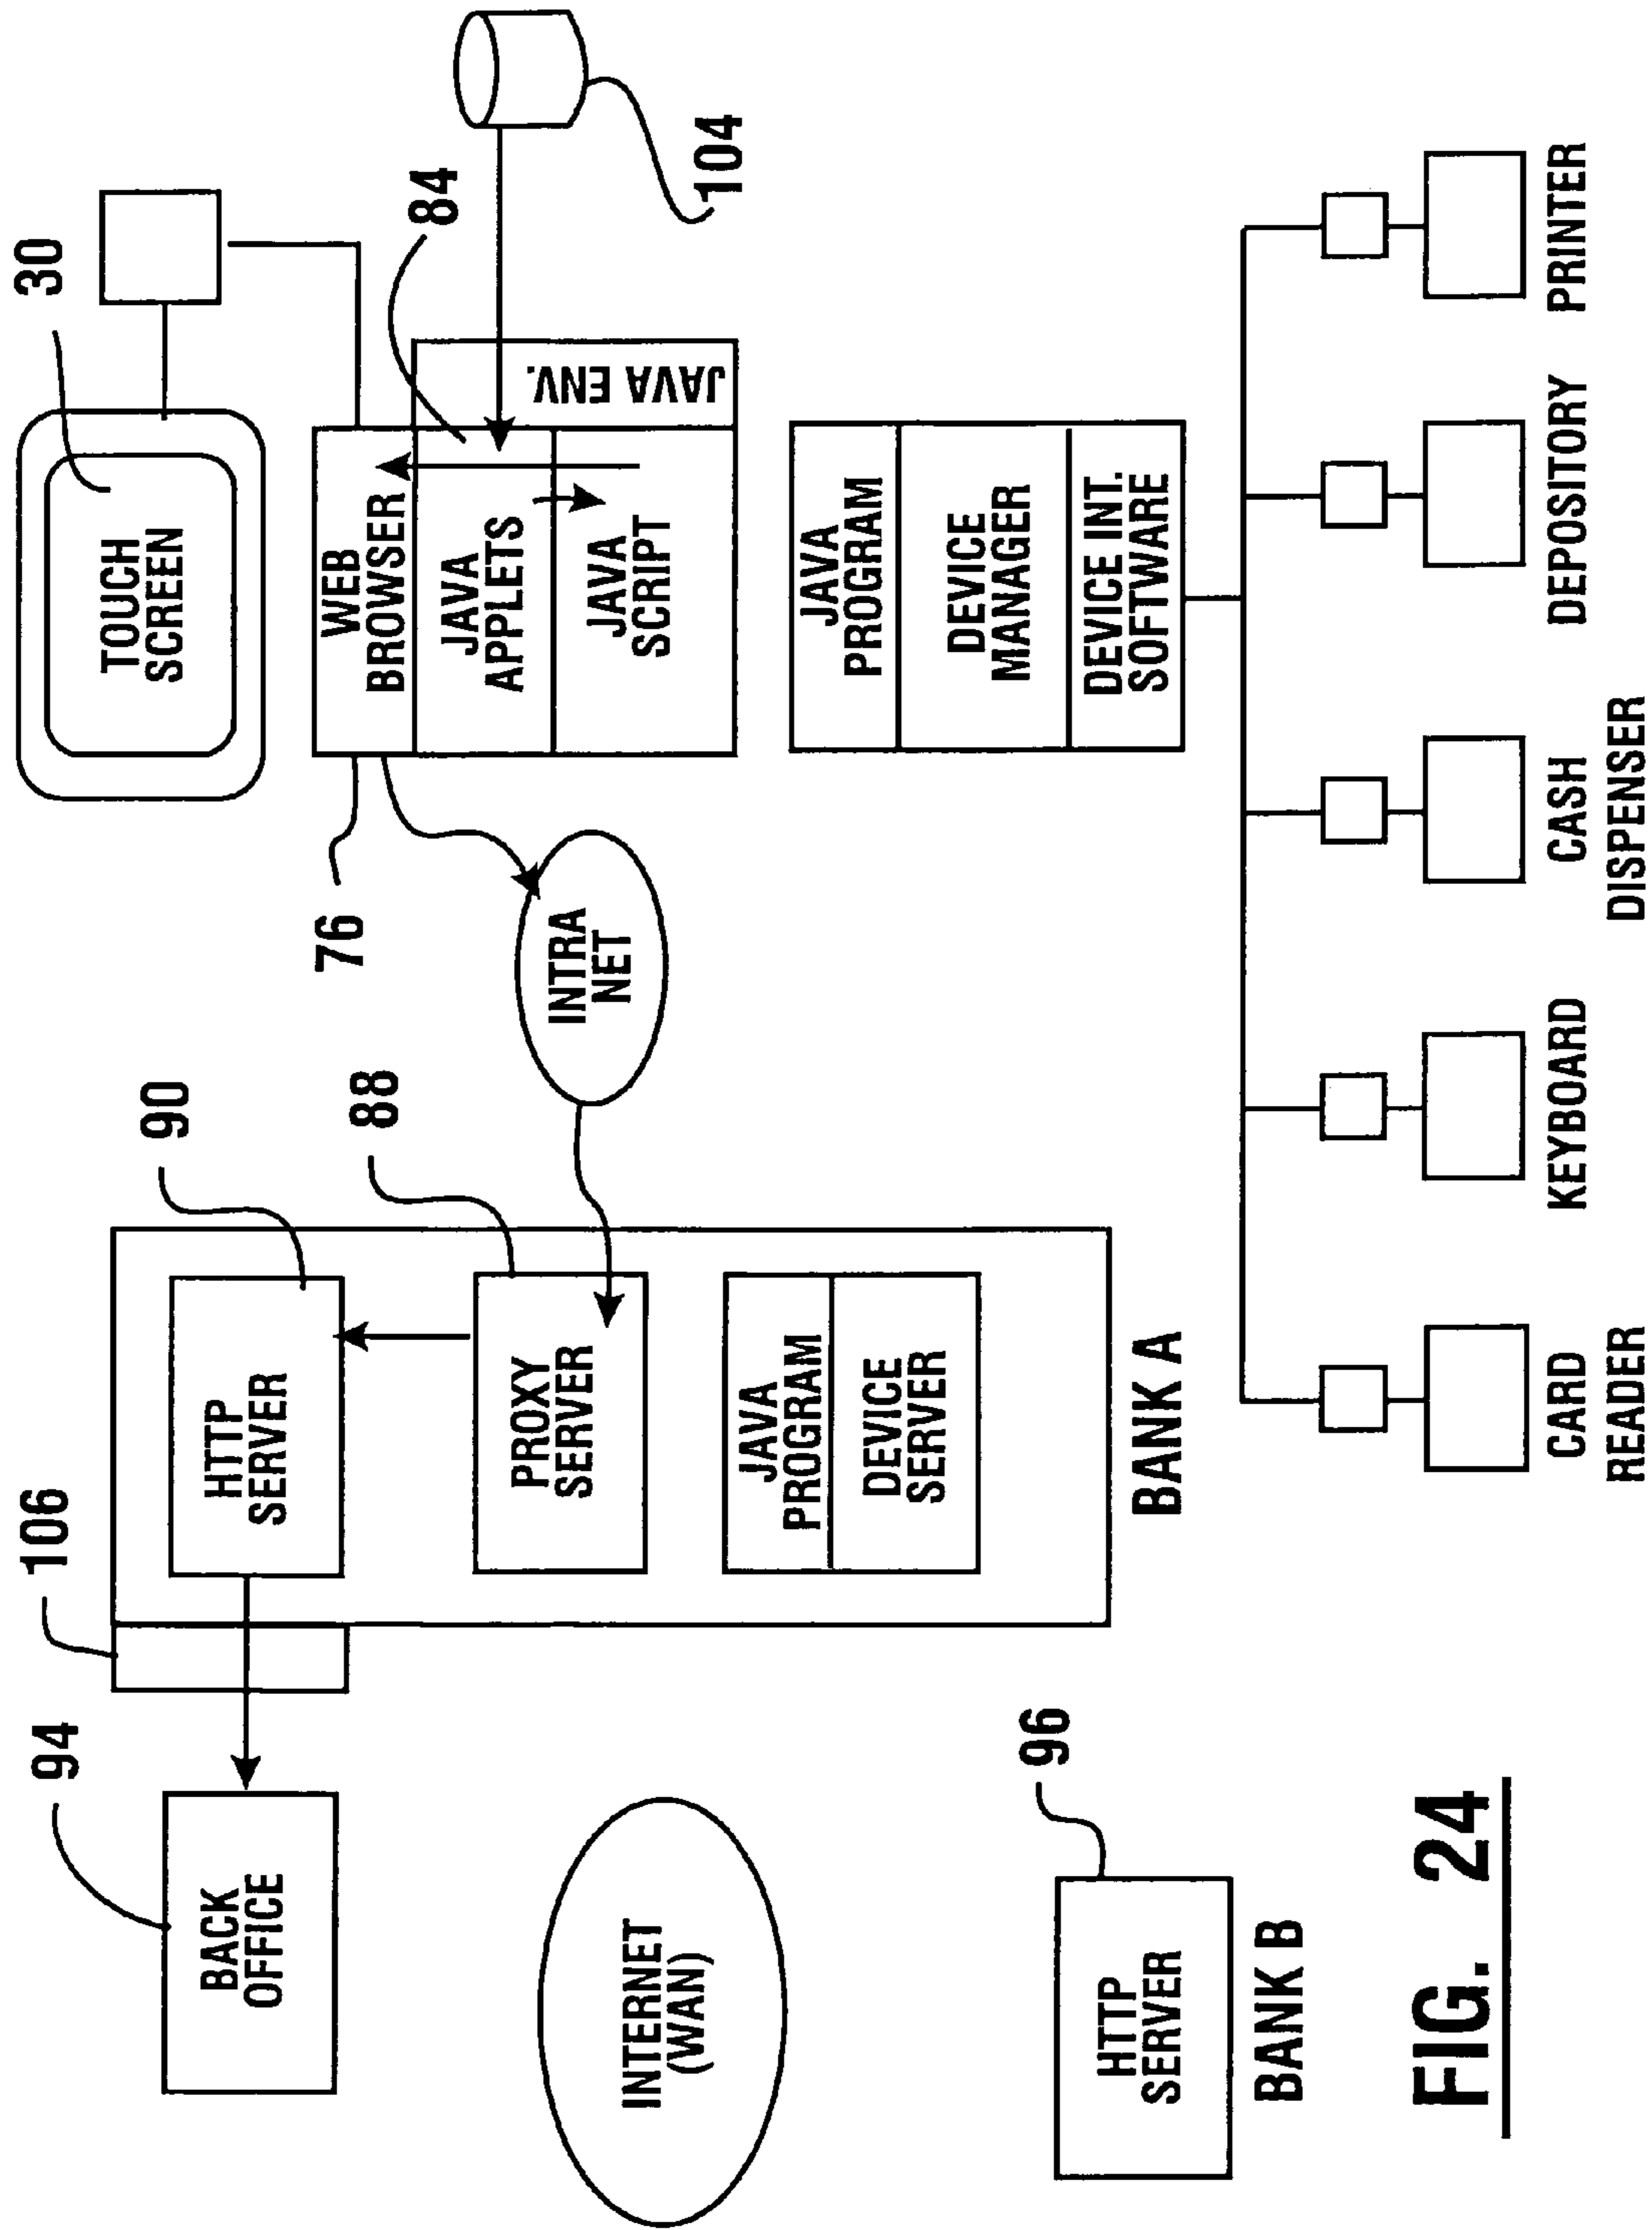 30
TOUCH
SCREEN
84
104
WEB
BROWSER
JAVA
APPLETS
JAVA
SCRIPT
JAVA ENV.
76
INTRA
NET
JAVA
PROGRAM
DEVICE
MANAGER
DEVICE INT.
SOFTWARE
90
88
106
HTTP
SERVER
PROXY
SERVER
JAVA
PROGRAM
DEVICE
SERVER
BANK A
94
BACK
OFFICE
INTERNET
(WAN)
96
HTTP
SERVER
BANK B
CARD
READER
KEYBOARD
CASH
DISPENSER
DEPOSITORY
PRINTER
FIG. 24